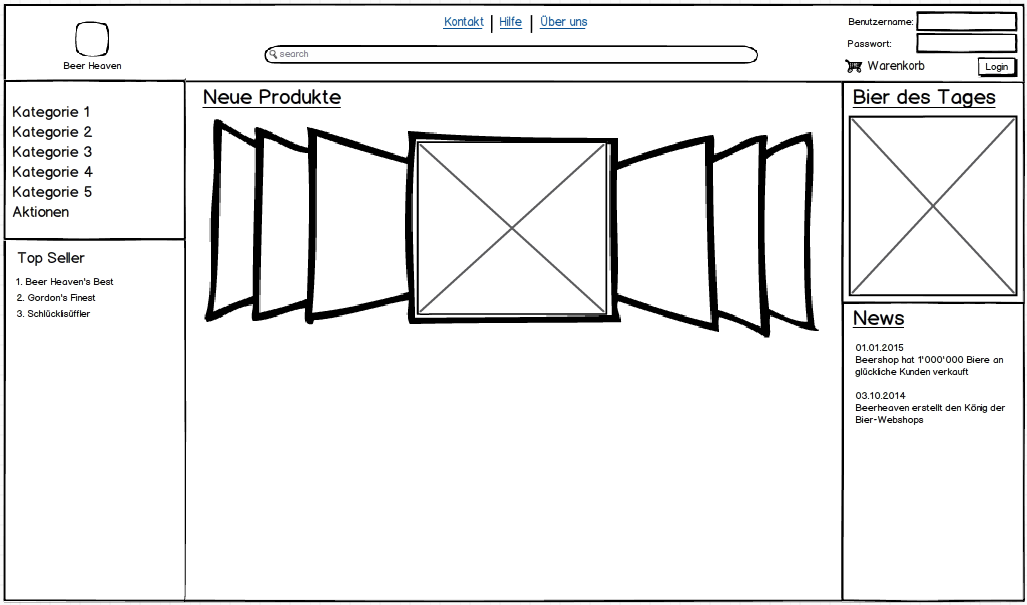 Beer Heaven
Kontakt | Hilfe | Über uns
search
Benutzername:
Passwort:
Warenkorb
Login
Kategorie 1
Kategorie 2
Kategorie 3
Kategorie 4
Kategorie 5
Aktionen
Top Seller
1. Beer Heaven's Best
2. Gordon's Finest
3. Schlücklisüffler
Neue Produkte
Bier des Tages
News
01.01.2015
Beershop hat 1'000'000 Biere an
glückliche Kunden verkauft
03.10.2014
Beerheaven erstellt den König der
Bier-Webshops